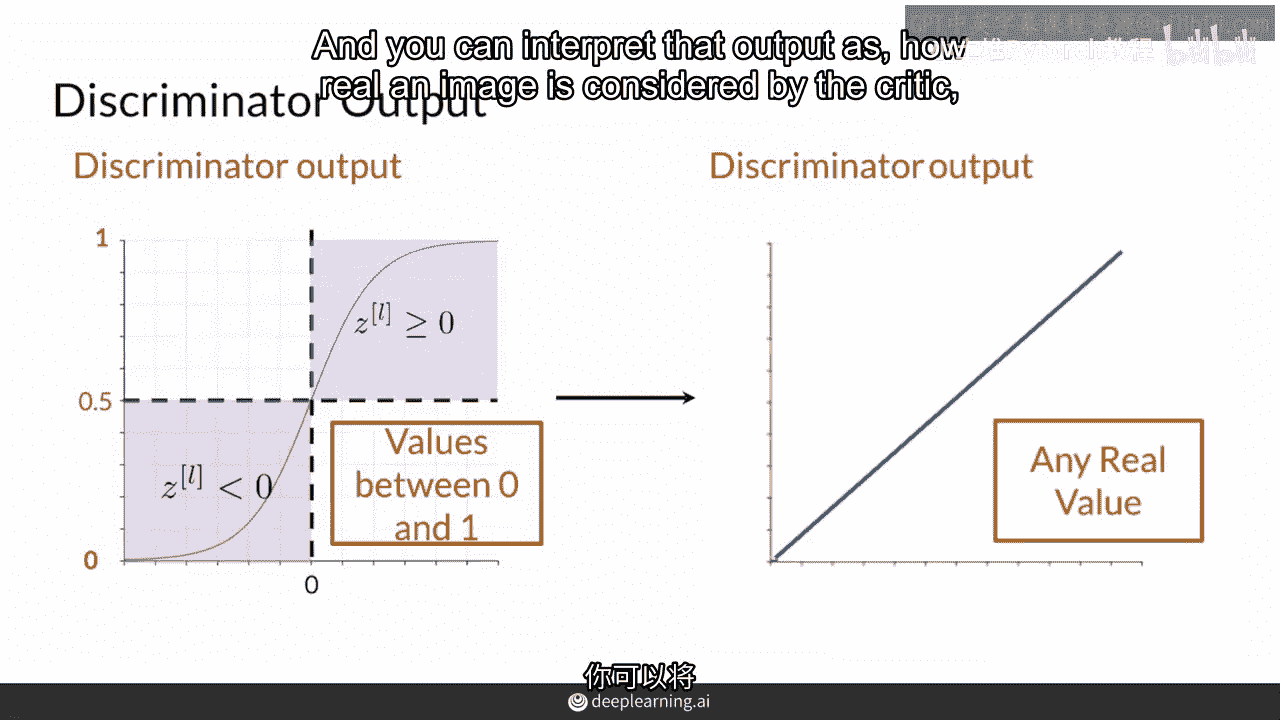 And you can interpret that output as, how
real an image is considered by the critic,
Discriminator Output
Discriminator output
Discriminator output
1
z^{[l]} ≥ 0
0.5
Values
between 0
and 1
z^{[l]} < 0
0
0
Any Real
Value
你可以将
deeplearning.ai